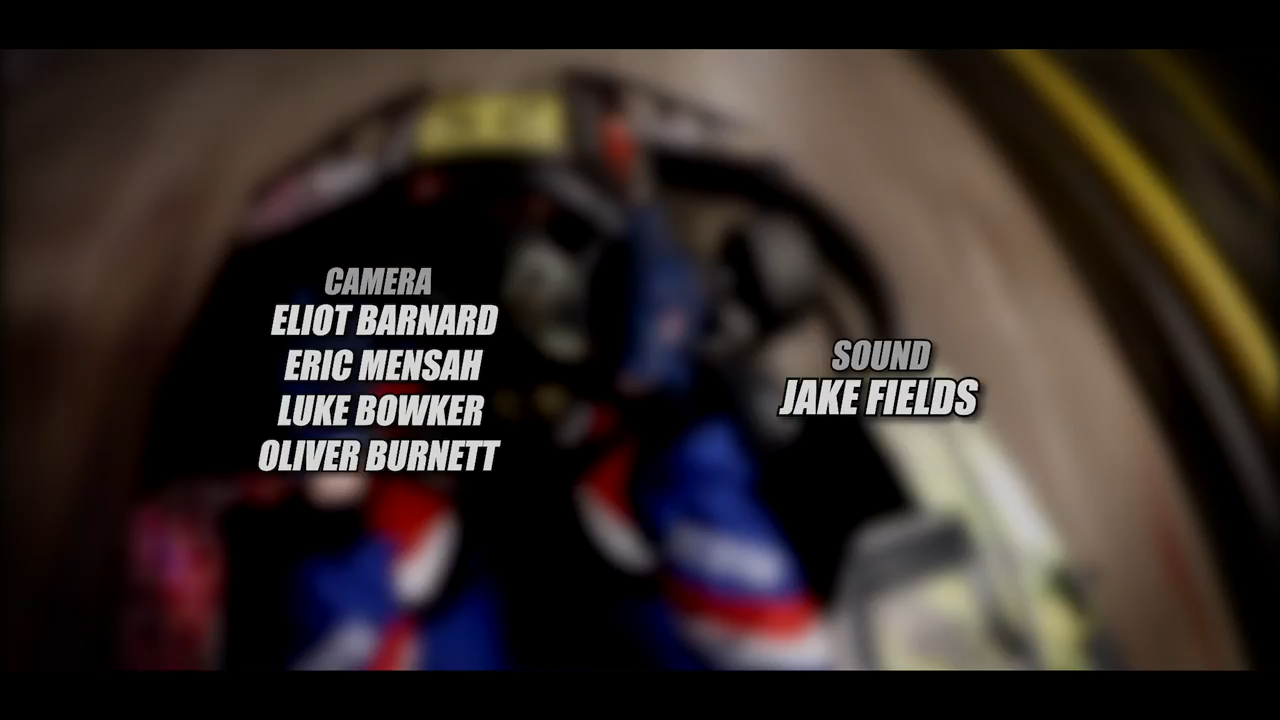 CAMERA
ELIOT BARNARD
ERIC MENSAH
LUKE BOWKER
OLIVER BURNETT
SOUND
JAKE FIELDS